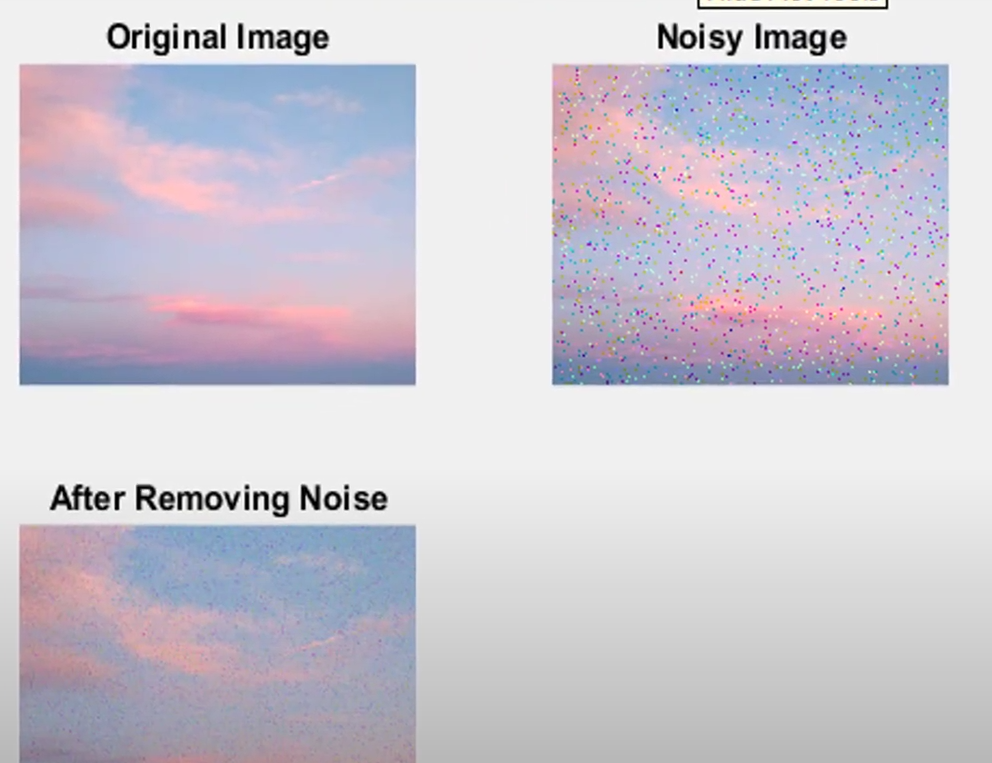 Original Image
Noisy Image
After Removing Noise